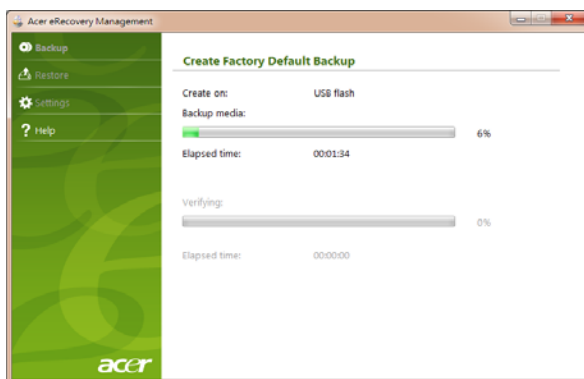 Acer eRecovery Management
Backup
Restore
Settings
Help
Create Factory Default Backup
Create on: USB flash
Backup media:
6%
Elapsed time: 00:01:34
Verifying:
0%
Elapsed time: 00:00:00
acer